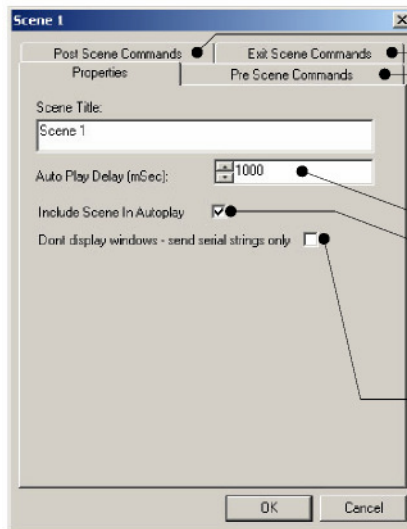 Scene 1
Post Scene Commands
Exit Scene Commands
Properties
Pre Scene Commands
Scene Title:
Scene 1
Auto Play Delay (mSec):
1000
Include Scene In Autoplay
Dont display windows - send serial strings only
OK
Cancel